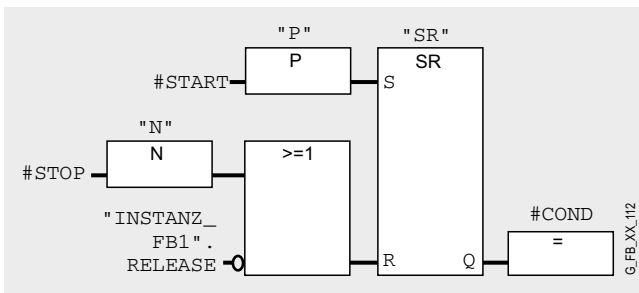 "P"
"SR"
P
SR
#START
S
"N"
N
>=1
#STOP
"INSTANZ_
FB1".
RELEASE
R
Q
#COND
=
G_FB_XX_112